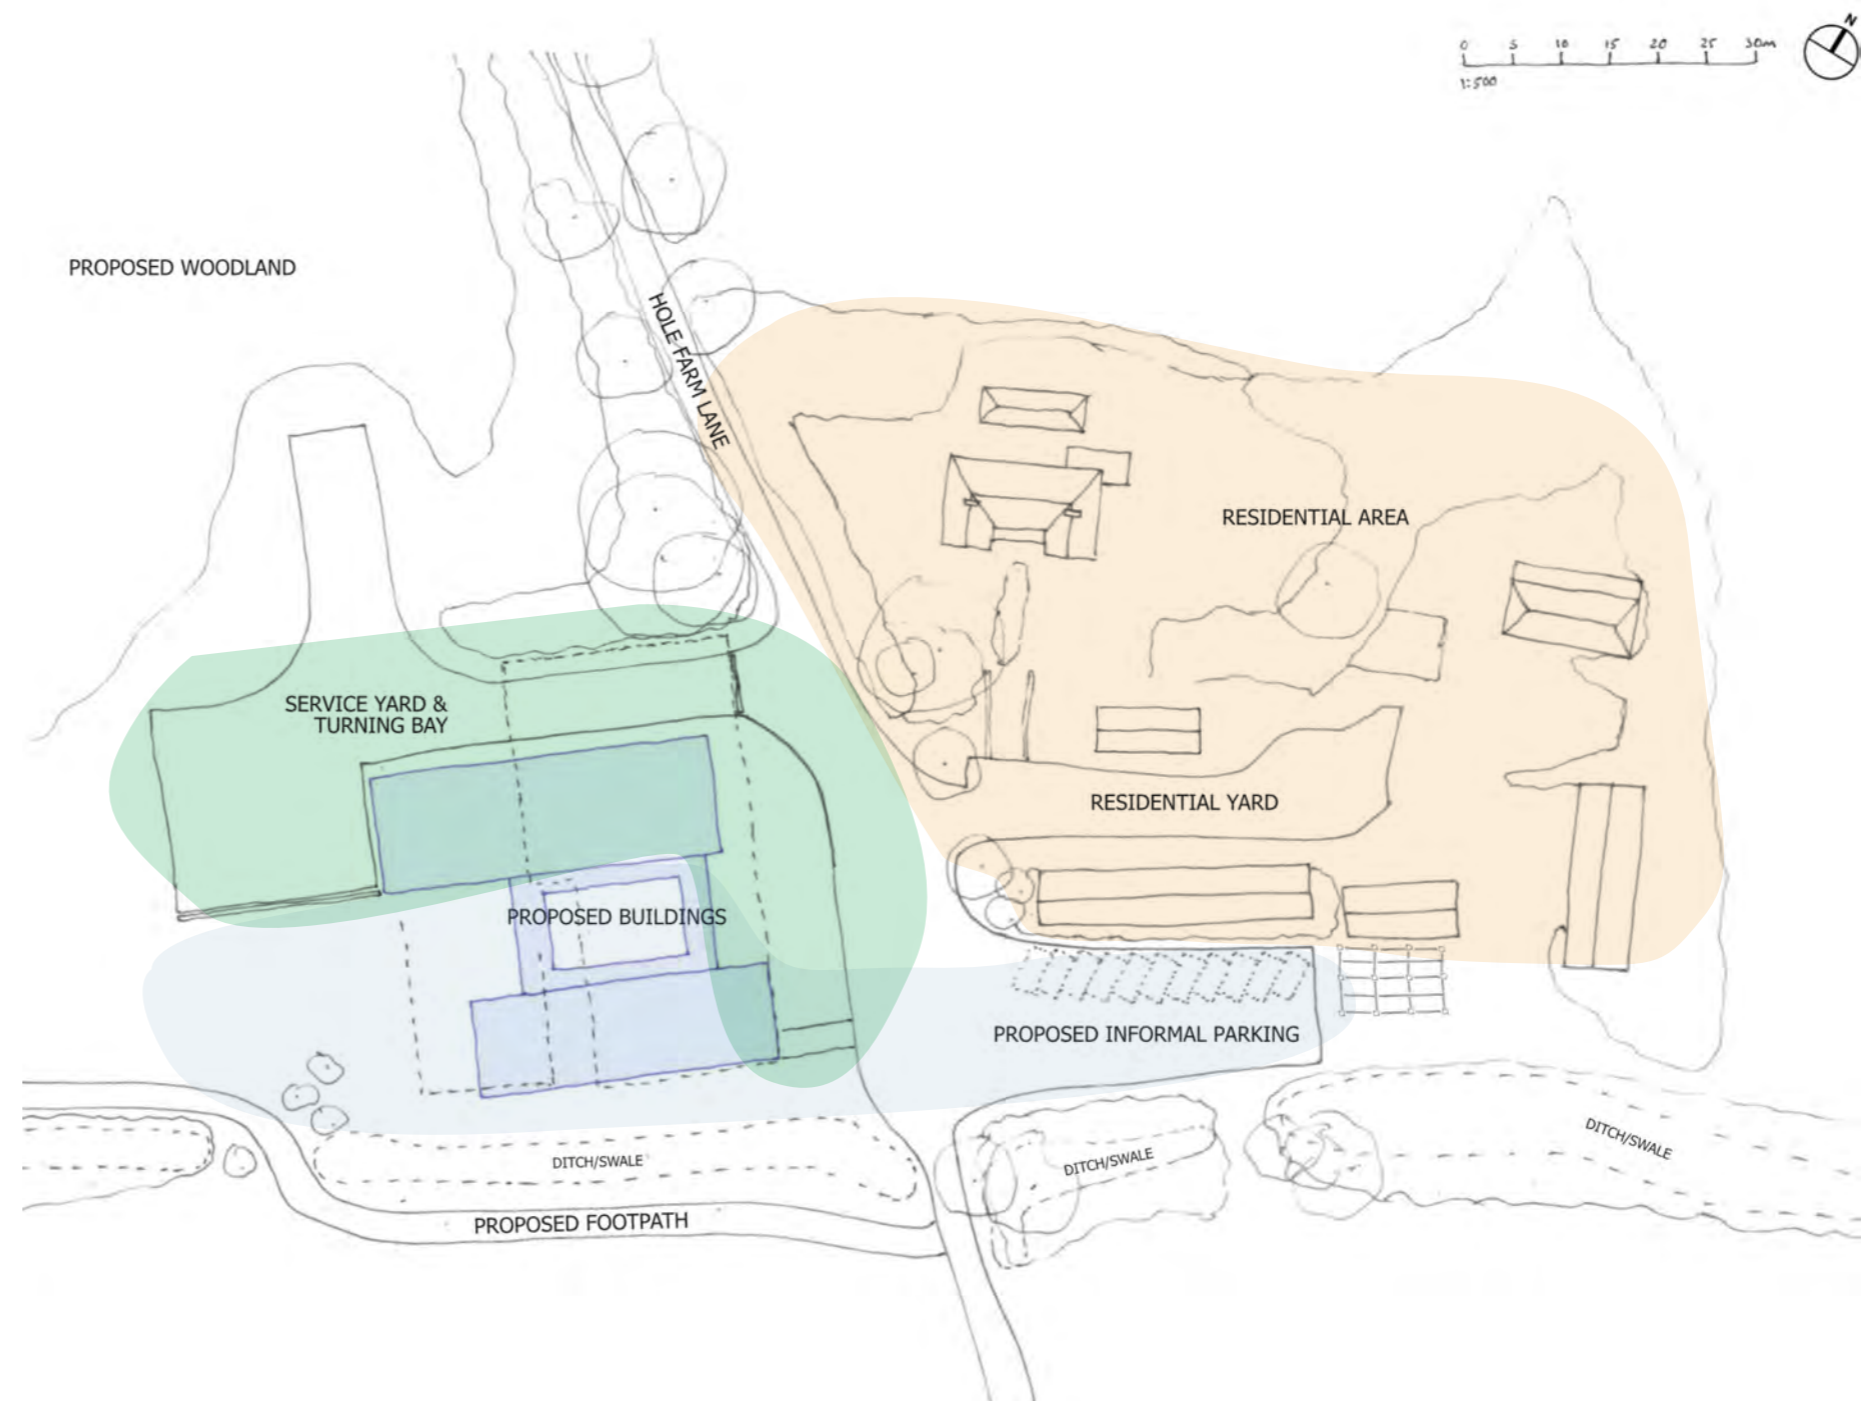 N
0 5 10 15 20 25 30m
1:500
PROPOSED WOODLAND
HOLE FARM LANE
RESIDENTIAL AREA
SERVICE YARD &
TURNING BAY
RESIDENTIAL YARD
PROPOSED BUILDINGS
PROPOSED INFORMAL PARKING
DITCH/SWALE
DITCH/SWALE
DITCH/SWALE
PROPOSED FOOTPATH